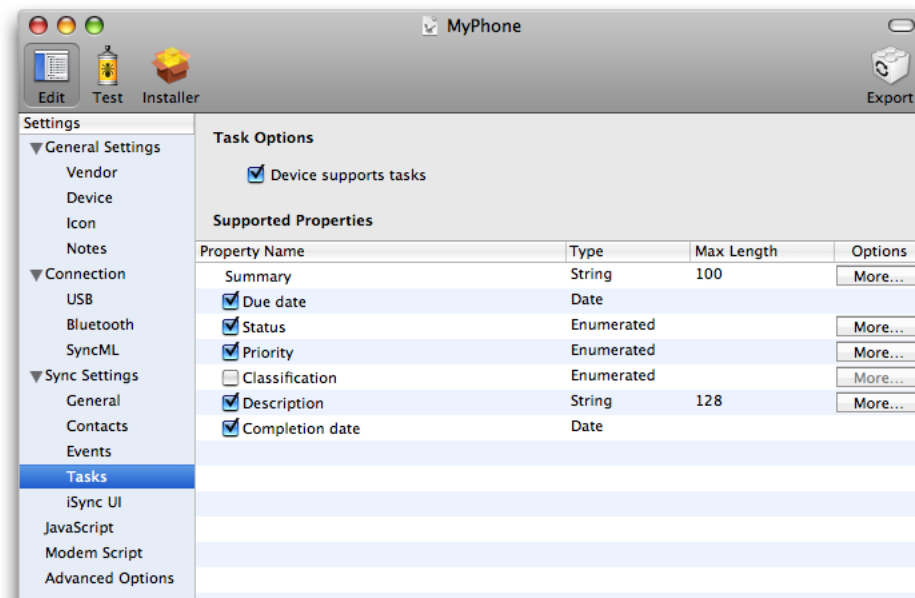 MyPhone
Edit Test Installer Export
Settings
General Settings
Vendor
Device
Icon
Notes
Connection
USB
Bluetooth
SyncML
Sync Settings
General
Contacts
Events
Tasks
iSync UI
JavaScript
Modem Script
Advanced Options
Task Options
Device supports tasks
Supported Properties
Property Name Type Max Length Options
Summary String 100 More...
Due date Date
Status Enumerated More...
Priority Enumerated More...
Classification Enumerated More...
Description String 128 More...
Completion date Date